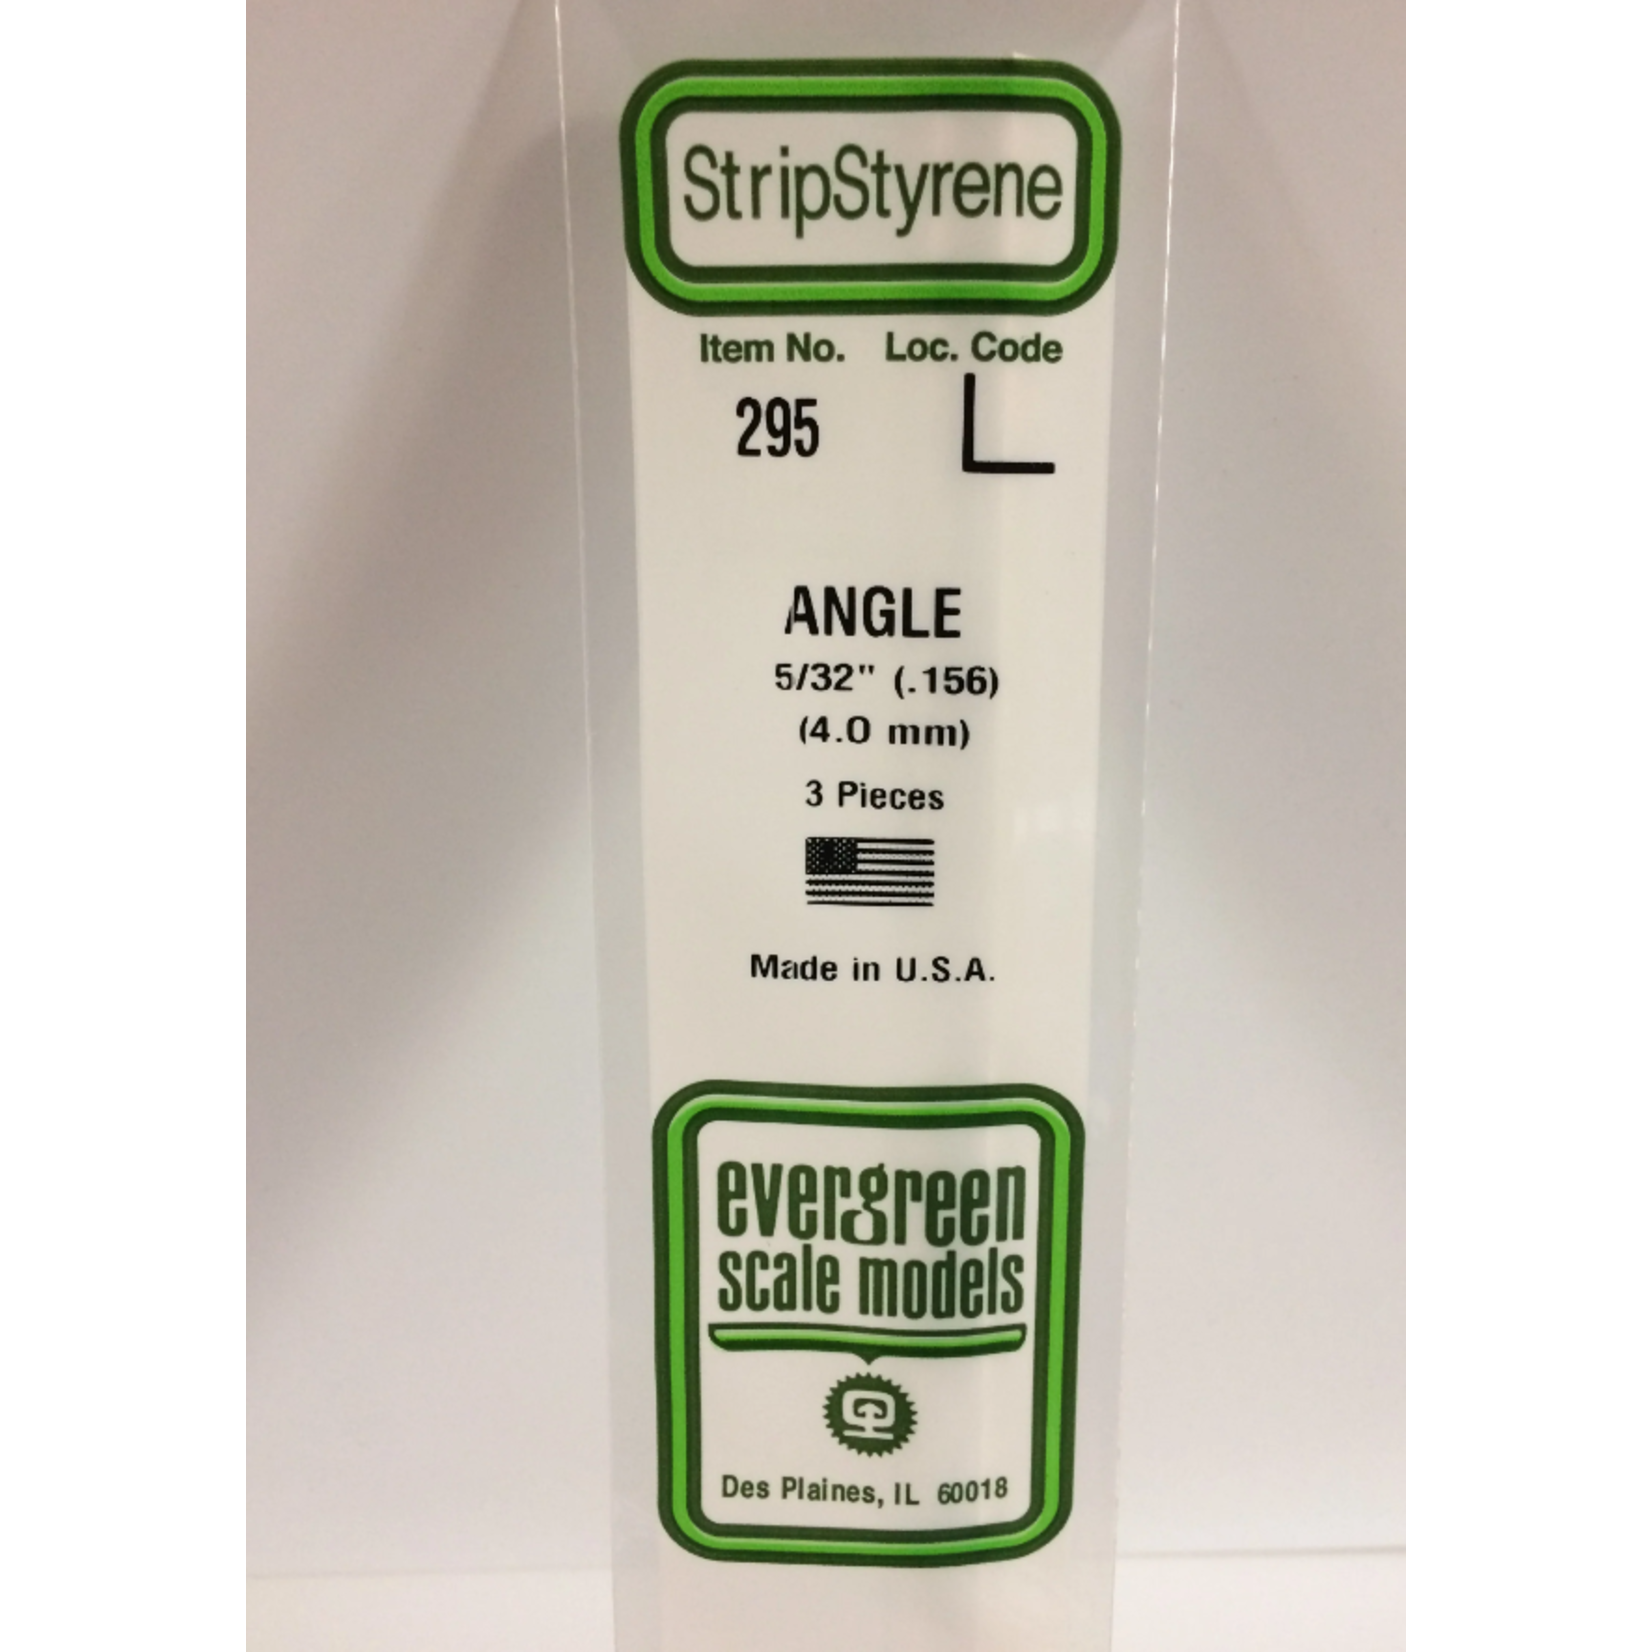 StripStyrene
Item No. Loc. Code
295 L
ANGLE
5/32" (.156)
(4.0 mm)
3 Pieces
Made in U.S.A.
evergreen
scale models
Des Plaines, IL 60018